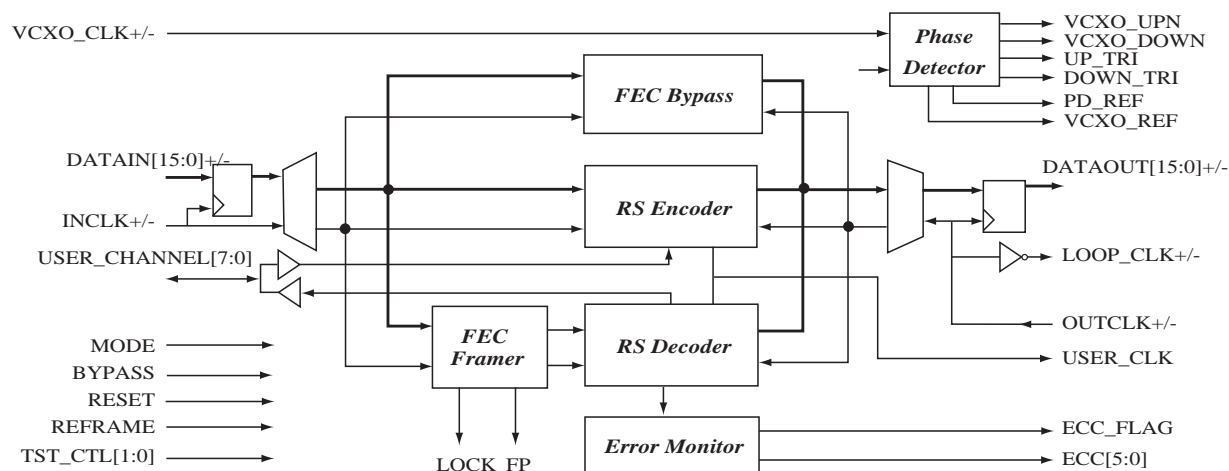 VCXO_CLK+/-
Phase
Detector
VCXO_UPN
VCXO_DOWN
UP_TRI
DOWN_TRI
PD_REF
VCXO_REF
FEC Bypass
DATAIN[15:0]+/-
DATAOUT[15:0]+/-
RS Encoder
INCLK+/-
USER_CHANNEL[7:0]
LOOP_CLK+/-
FEC
Framer
RS Decoder
OUTCLK+/-
USER_CLK
MODE
BYPASS
RESET
REFRAME
TST_CTL[1:0]
LOCK
FP
Error Monitor
ECC_FLAG
ECC[5:0]